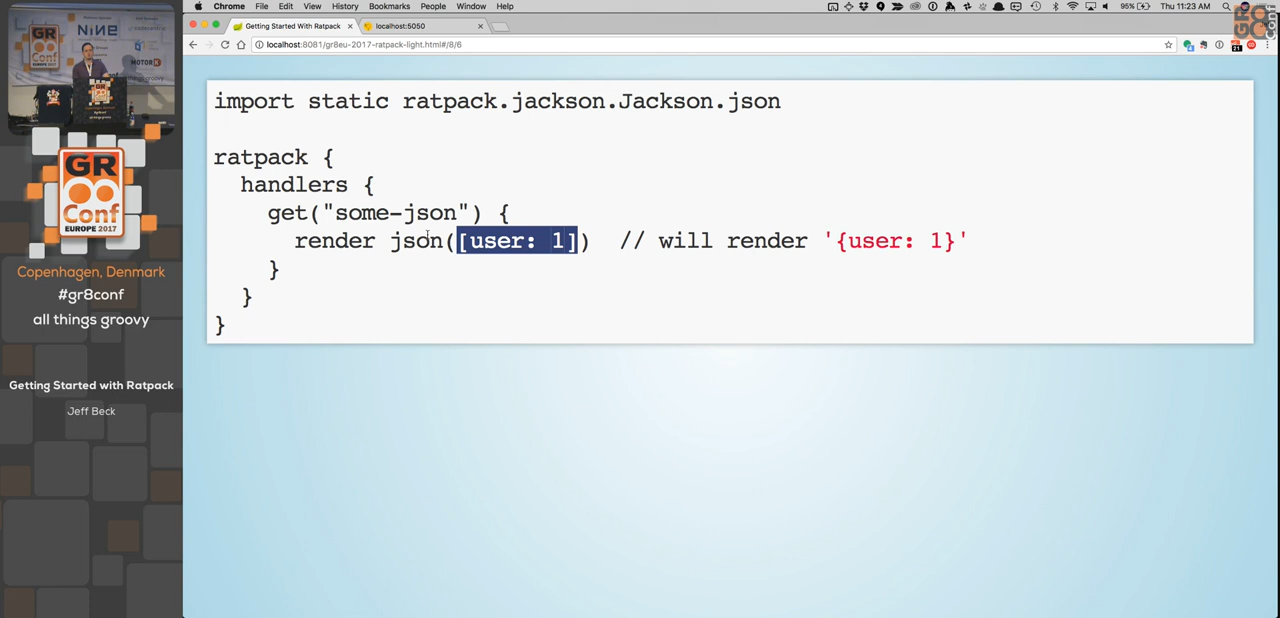 Chrome File Edit View History Bookmarks People Window Help 95% Thu 11:23 AM
Getting Started With Ratpack localhost:5050
localhost:8081/gr8eu-2017-ratpack-light.html#/8/6
21
GR
Conf
EUROPE 2017
Copenhagen, Denmark
#gr8conf
all things groovy
Getting Started with Ratpack
Jeff Beck
import static ratpack.jackson.Jackson.json
ratpack {
handlers {
get("some-json") {
render json([user: 1]) // will render '{user: 1}'
}
}
}